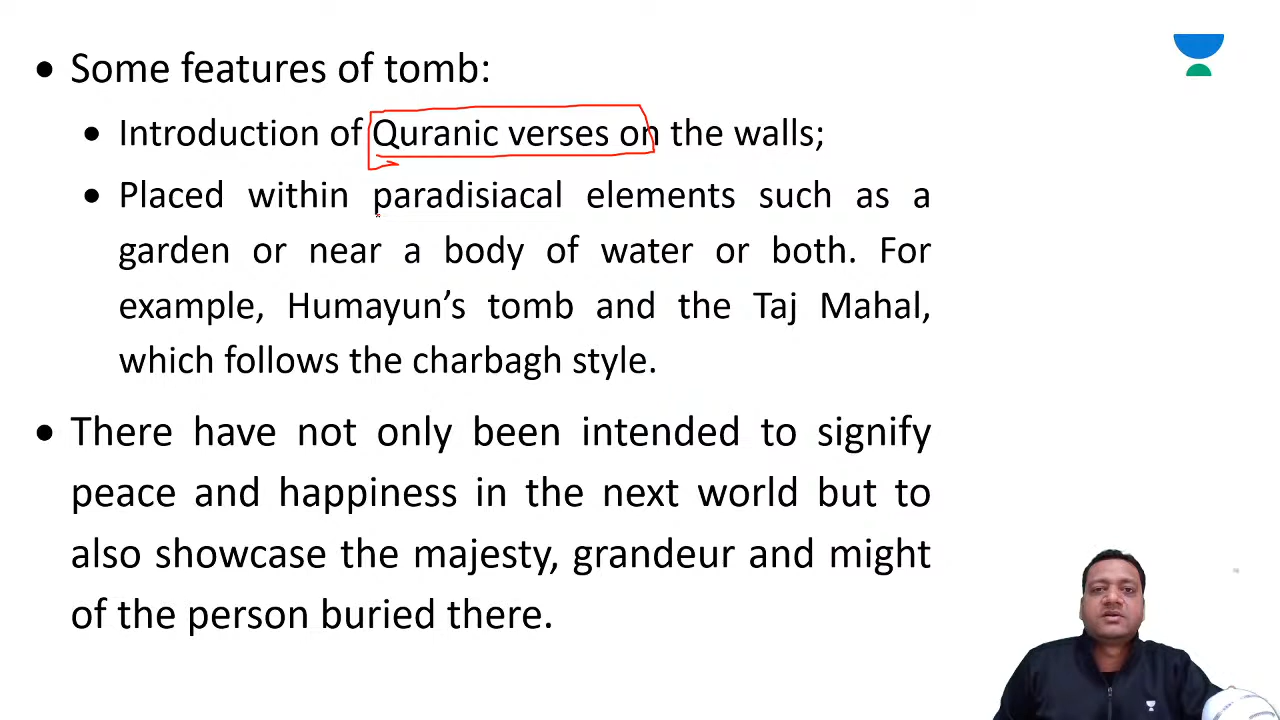 • Some features of tomb:
• Introduction of Quranic verses on the walls;
• Placed within paradisiacal elements such as a
garden or near a body of water or both. For
example, Humayun’s tomb and the Taj Mahal,
which follows the charbagh style.
• There have not only been intended to signify
peace and happiness in the next world but to
also showcase the majesty, grandeur and might
of the person buried there.